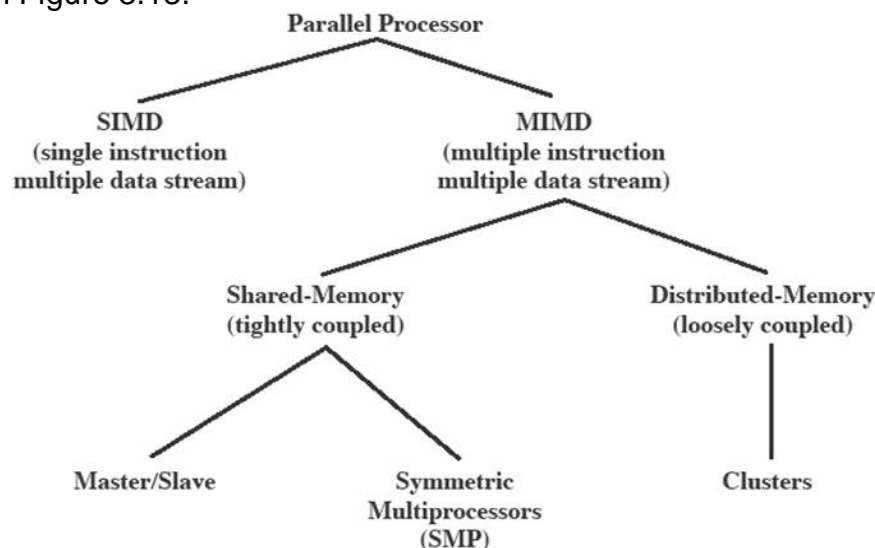 Parallel Processor
SIMD
(single instruction
multiple data stream)
MIMD
(multiple instruction
multiple data stream)
Shared-Memory
(tightly coupled)
Distributed-Memory
(loosely coupled)
Master/Slave
Symmetric
Multiprocessors
(SMP)
Clusters